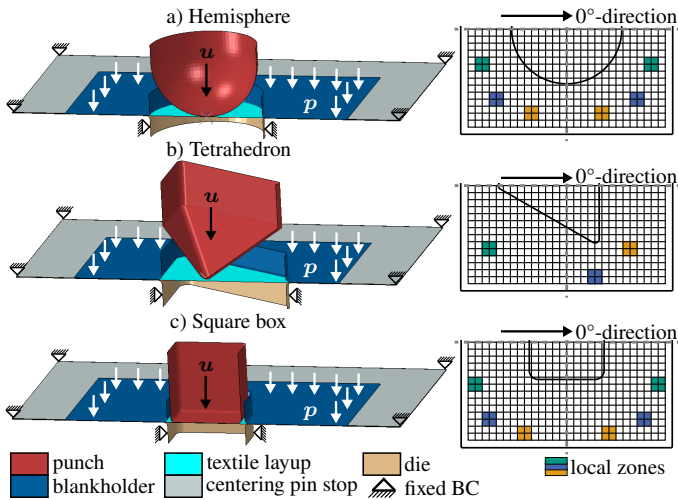 a) Hemisphere
u
p
0°-direction
b) Tetrahedron
u
p
0°-direction
c) Square box
u
p
0°-direction
punch
textile layup
die
local zones
blankholder
centering pin stop
fixed BC